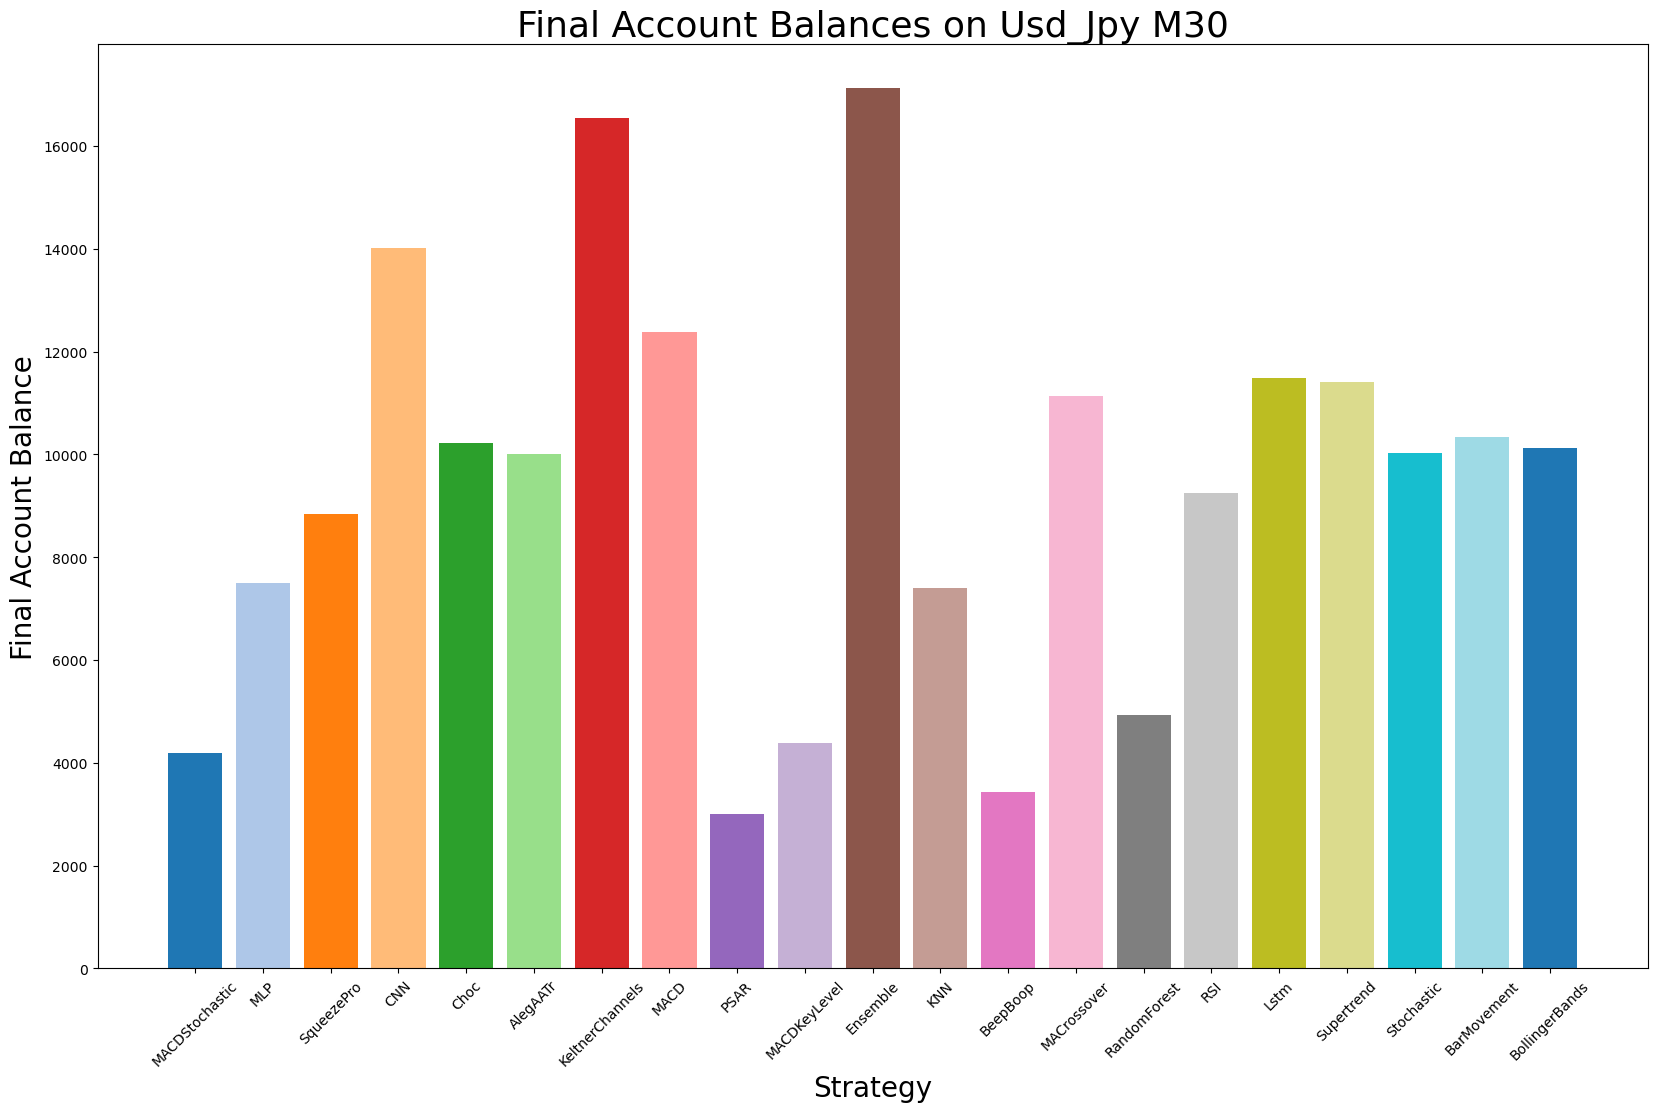 Final Account Balances on Usd_Jpy M30
Final Account Balance
16000
14000
12000
10000
8000
6000
4000
2000
0
MACDStochastic
MLP
SqueezePro
CNN
Choc
AlegAATr
KeltnerChannels
MACD
PSAR
MACDKeyLevel
Ensemble
KNN
BeepBoop
MACrossover
RandomForest
RSI
Lstm
Supertrend
Stochastic
BarMovement
BollingerBands
Strategy